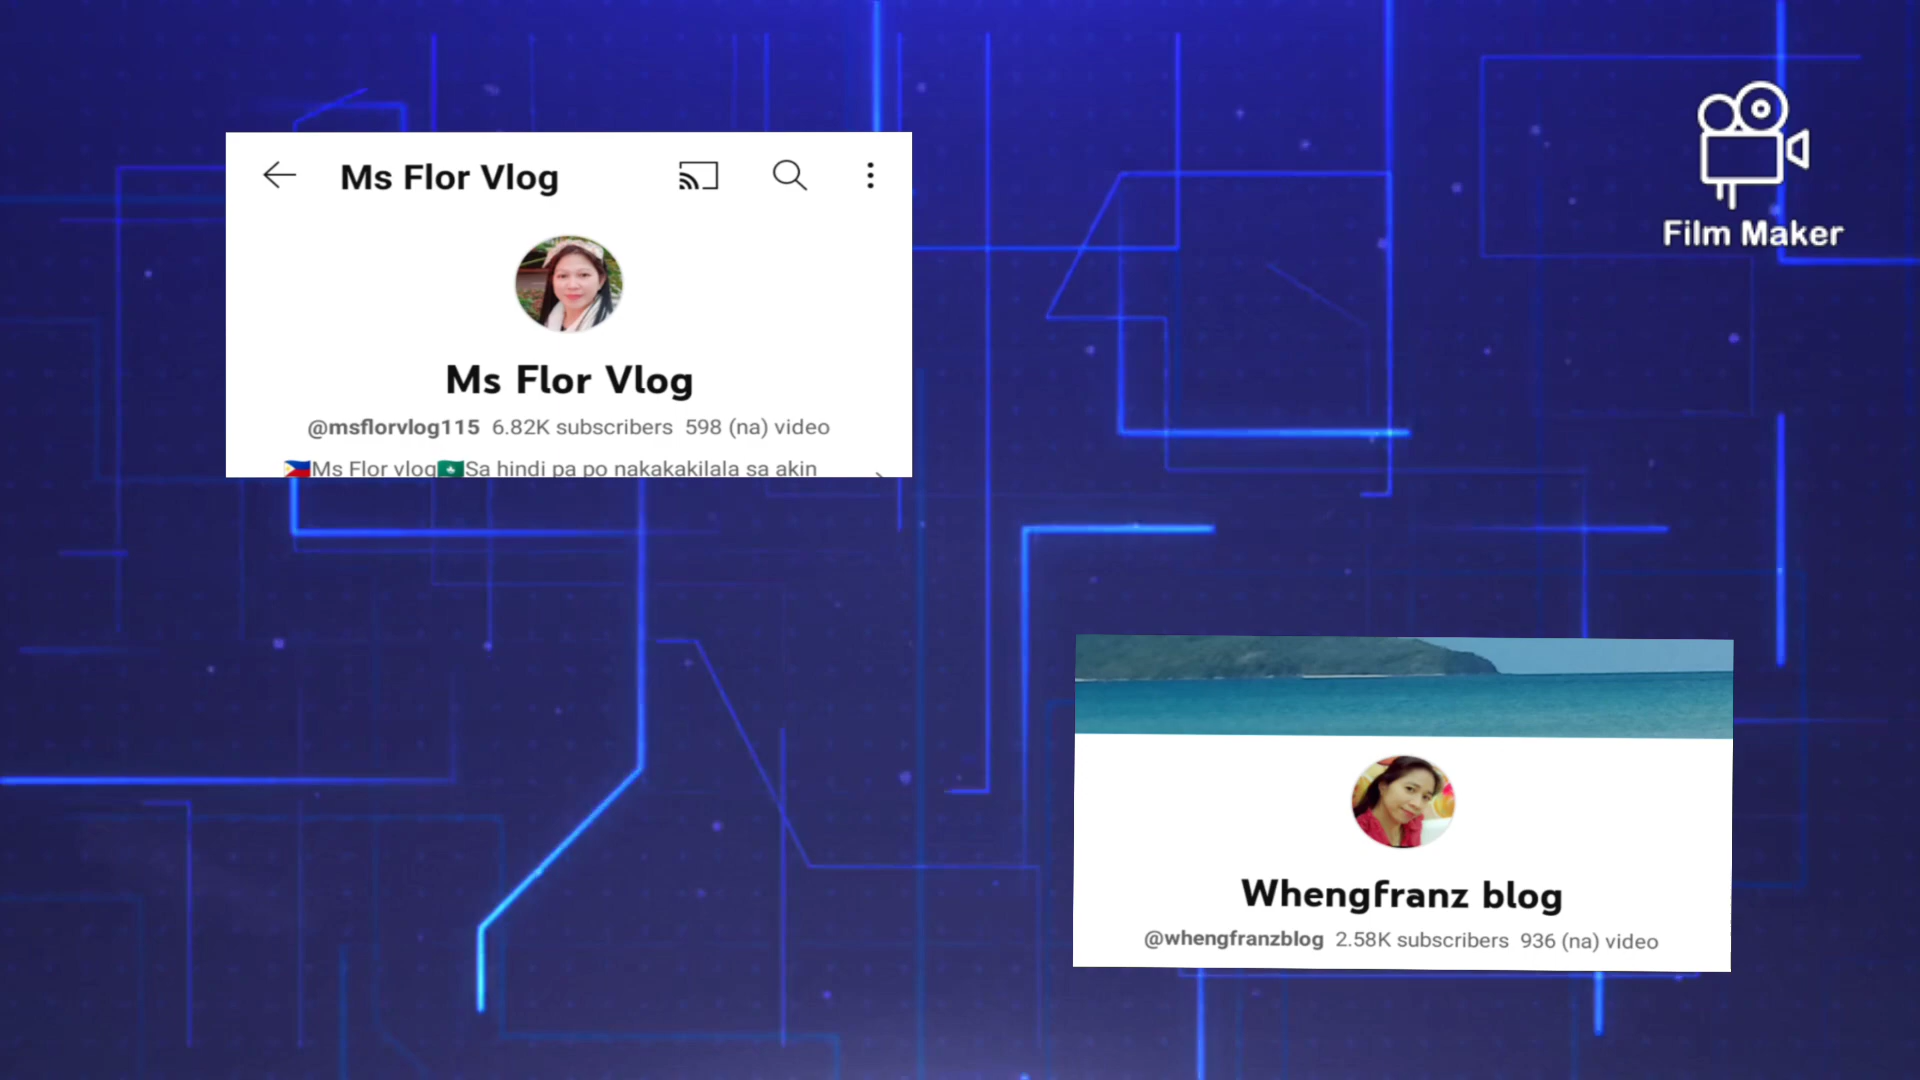 Ms Flor Vlog
Ms Flor Vlog
@msflorvlog115 6.82K subscribers 598 (na) video
Ms Flor vlog Sa hindi pa po nakakakilala sa akin
Film Maker
Whengfranz blog
@whengfranzblog 2.58K subscribers 936 (na) video